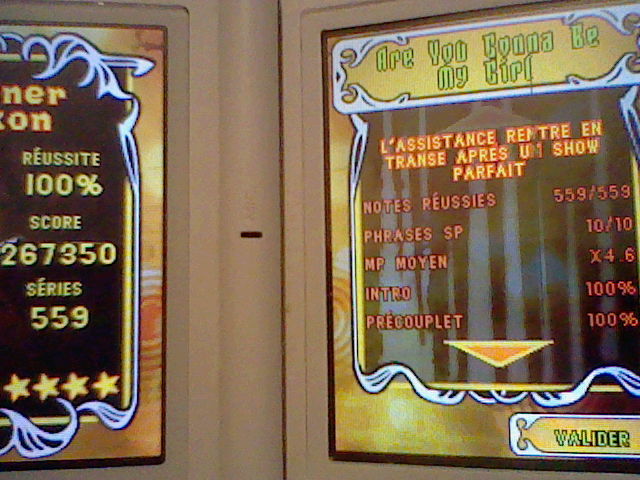 ner
xon
RÉUSSITE
100%
SCORE
267350
SÉRIES
559
Are You Gonna Be
My Girl
L'ASSISTANCE RENTRE EN
TRANSE APRES UN SHOW
PARFAIT
NOTES RÉUSSIES 559/559
PHRASES SP 10/10
MP MOYEN X4.6
INTRO 100%
PRÉCOUPLET 100%
VALIDER